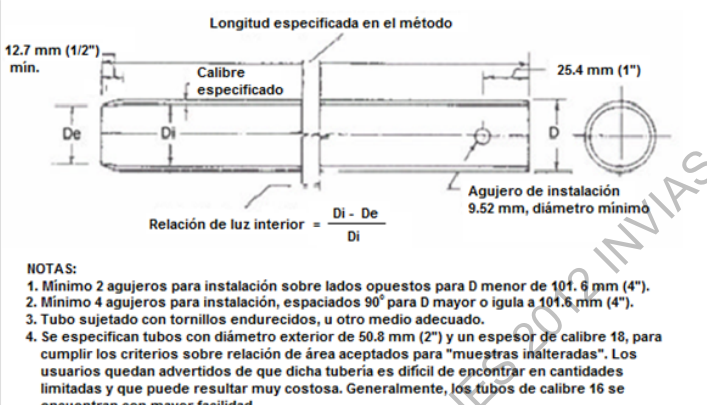 Longitud especificada en el método
12.7 mm (1/2")
min.
Calibre
especificado
25.4 mm (1")
De
Di
D
Agujero de instalación
9.52 mm, diámetro mínimo
Relación de luz interior = Di - De
Di
NOTAS:
1. Mínimo 2 agujeros para instalación sobre lados opuestos para D menor de 101. 6 mm (4").
2. Mínimo 4 agujeros para instalación, espaciados 90° para D mayor o igula a 101.6 mm (4").
3. Tubo sujetado con tornillos endurecidos, u otro medio adecuado.
4. Se especifican tubos con diámetro exterior de 50.8 mm (2") y un espesor de calibre 18, para
cumplir los criterios sobre relación de área aceptados para "muestras inalteradas". Los
usuarios quedan advertidos de que dicha tubería es difícil de encontrar en cantidades
limitadas y que puede resultar muy costosa. Generalmente, los tubos de calibre 16 se
encuentran con mayor facilidad
ES 2012 INVIAS